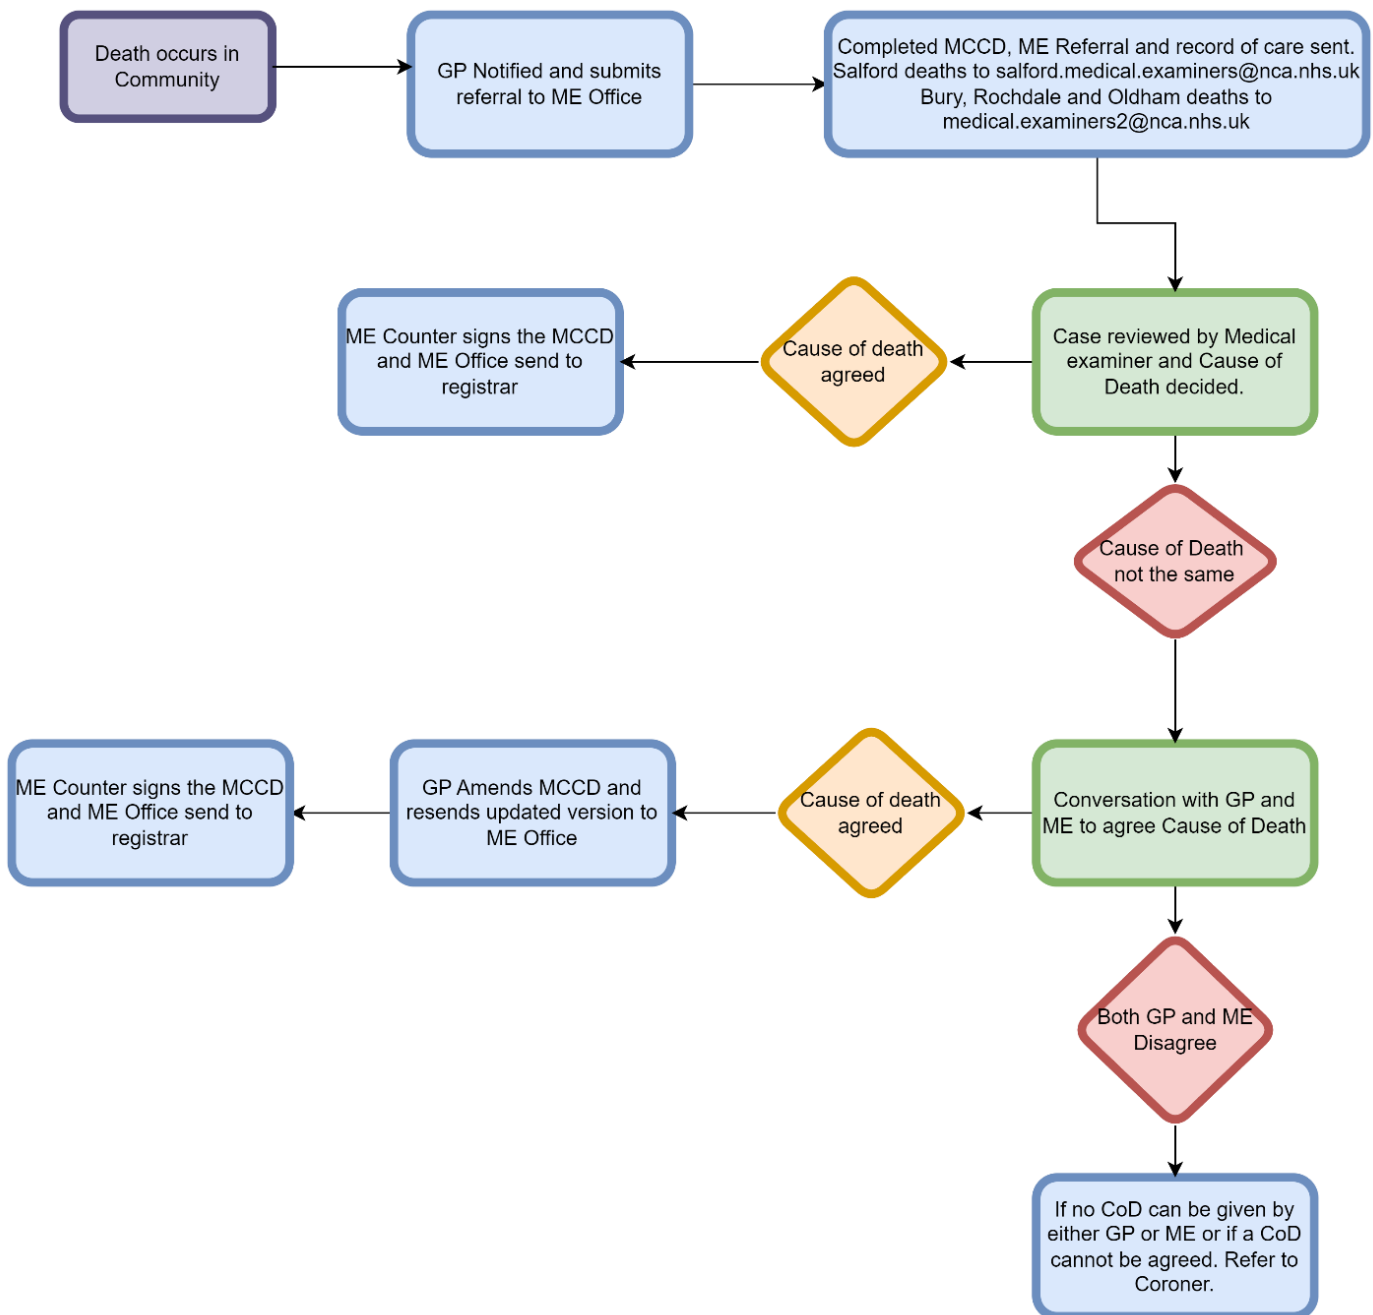 Death occurs in
Community
GP Notified and submits
referral to ME Office
Completed MCCD, ME Referral and record of care sent.
Salford deaths to salford.medical.examiners@nca.nhs.uk
Bury, Rochdale and Oldham deaths to
medical.examiners2@nca.nhs.uk
ME Counter signs the MCCD
and ME Office send to
registrar
Cause of death
agreed
Case reviewed by Medical
examiner and Cause of
Death decided.
Cause of Death
not the same
ME Counter signs the MCCD
and ME Office send to
registrar
GP Amends MCCD and
resends updated version to
ME Office
Cause of death
agreed
Conversation with GP and
ME to agree Cause of Death
Both GP and ME
Disagree
If no CoD can be given by
either GP or ME or if a CoD
cannot be agreed. Refer to
Coroner.